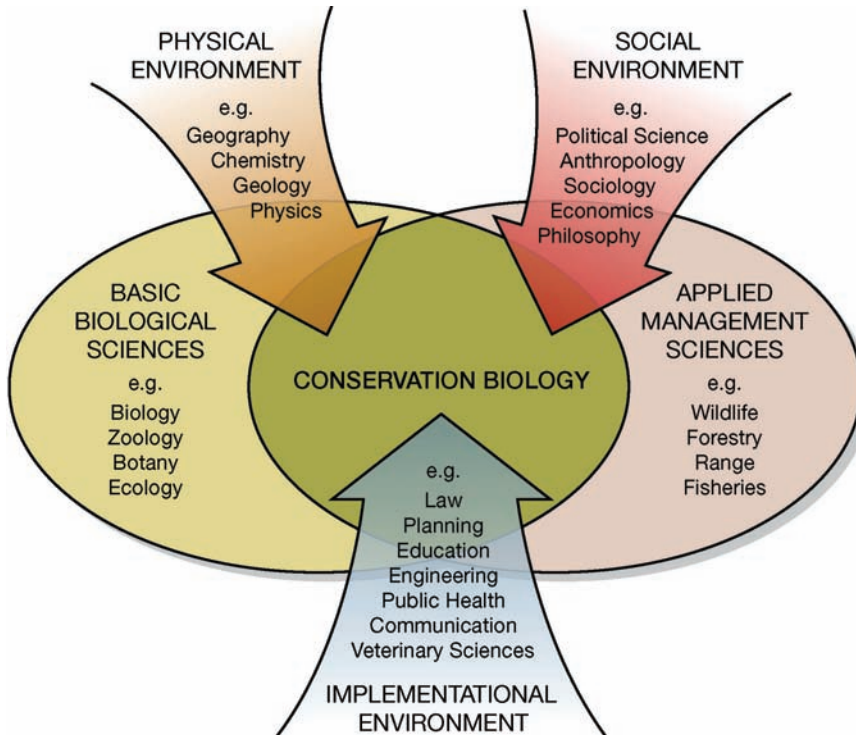 PHYSICAL
ENVIRONMENT
e.g.
Geography
Chemistry
Geology
Physics
SOCIAL
ENVIRONMENT
e.g.
Political Science
Anthropology
Sociology
Economics
Philosophy
BASIC
BIOLOGICAL
SCIENCES
e.g.
Biology
Zoology
Botany
Ecology
CONSERVATION BIOLOGY
APPLIED
MANAGEMENT
SCIENCES
e.g.
Wildlife
Forestry
Range
Fisheries
e.g.
Law
Planning
Education
Engineering
Public Health
Communication
Veterinary Sciences
IMPLEMENTATIONAL
ENVIRONMENT